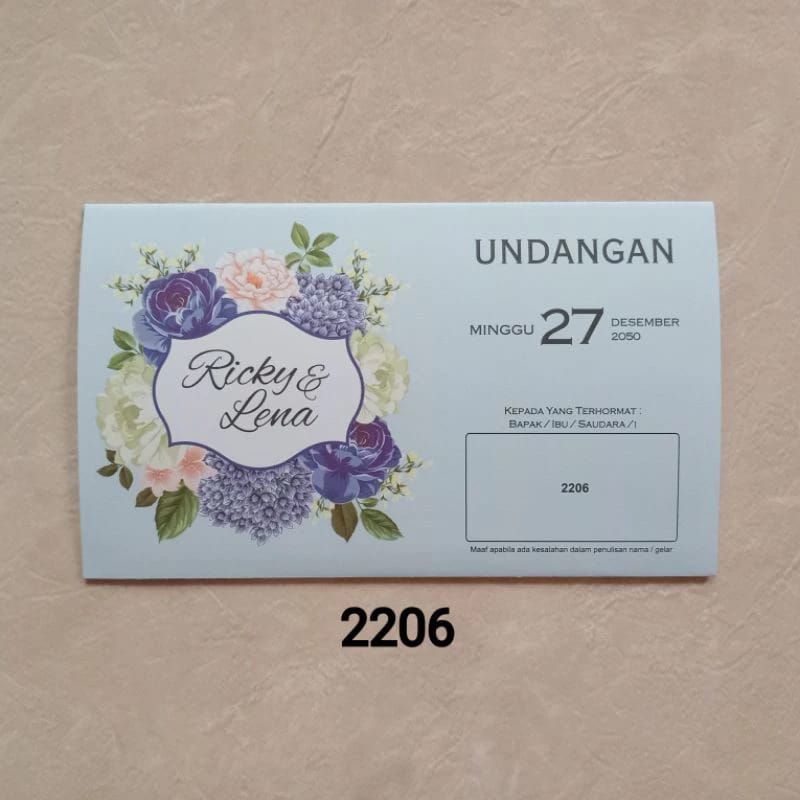 Ricky &
Lena
UNDANGAN
MINGGU 27 DESEMBER
2050
KEPADA YANG TERHORMAT :
BAPAK / IBU / SAUDARA / I
2206
Maaf apabila ada kesalahan dalam penulisan nama / gelar
2206